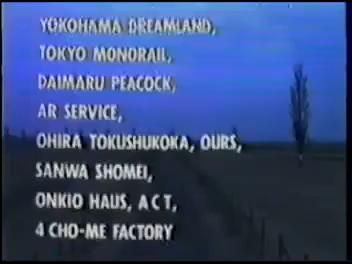 YOKOHAMA DREAMLAND,
TOKYO MONORAIL,
DAIMARU PEACOCK,
AR SERVICE,
OHIRA TOKUSHUKOKA, OURS,
SANWA SHOMEI,
ONKIO HAUS, A C T,
4 CHO-ME FACTORY